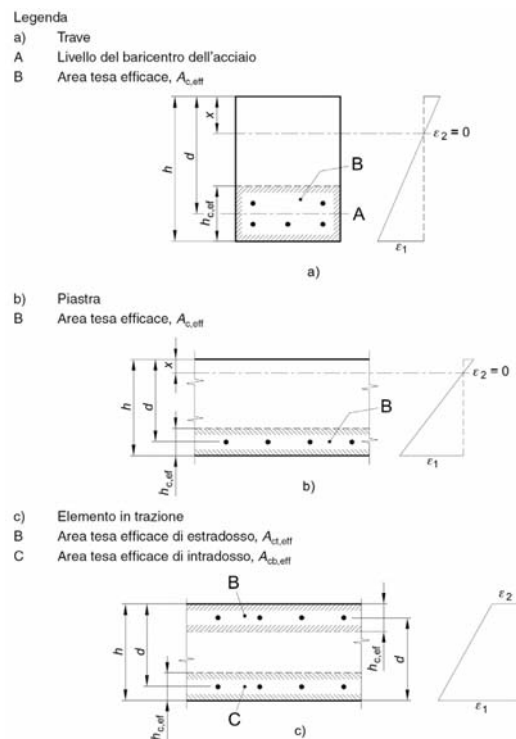 Legenda
a) Trave
A Livello del baricentro dell'acciaio
B Area tesa efficace, Ac,eff
h
d
x
hc,ef
B
A
ε2 = 0
ε1
a)
b) Piastra
B Area tesa efficace, Ac,eff
h
d
x
hc,ef
B
ε2 = 0
ε1
b)
c) Elemento in trazione
B Area tesa efficace di estradosso, Act,eff
C Area tesa efficace di intradosso, Acb,eff
B
ε2
h
d
hc,ef
d
hc,ef
C
ε1
c)